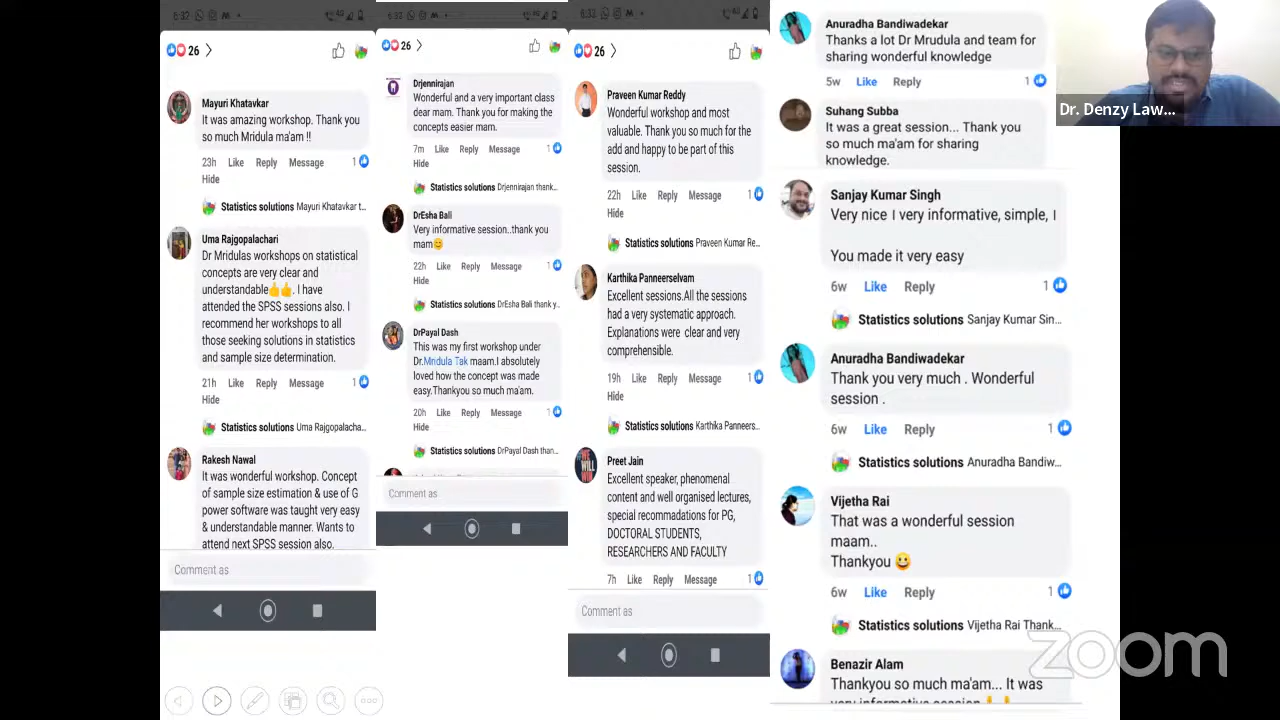 6:32
26
Mayuri Khatavkar
It was amazing workshop. Thank you
so much Mridula ma'am !!
23h Like Reply Message 1
Hide
Statistics solutions Mayuri Khatavkar t...
Uma Rajgopalachari
Dr Mridulas workshops on statistical
concepts are very clear and
understandable👍👍. I have
attended the SPSS sessions also. I
recommend her workshops to all
those seeking solutions in statistics
and sample size determination.
21h Like Reply Message 1
Hide
Statistics solutions Uma Rajgopalacha...
Rakesh Nawal
It was wonderful workshop. Concept
of sample size estimation & use of G
power software was taught very easy
& understandable manner. Wants to
attend next SPSS session also.
Comment as
6:33
26
Drjennirajan
Wonderful and a very important class
dear mam. Thank you for making the
concepts easier mam.
7m Like Reply Message 1
Hide
Statistics solutions Drjennirajan thank...
DrEsha Bali
Very informative session..thank you
mam😊
22h Like Reply Message 1
Hide
Statistics solutions DrEsha Bali thank y...
DrPayal Dash
This was my first workshop under
Dr.Mridula Tak maam.I absolutely
loved how the concept was made
easy.Thankyou so much ma'am.
20h Like Reply Message 1
Hide
Statistics solutions DrPayal Dash than...
Comment as
6:33
26
Praveen Kumar Reddy
Wonderful workshop and most
valuable. Thank you so much for the
add and happy to be part of this
session.
22h Like Reply Message 1
Hide
Statistics solutions Praveen Kumar Re...
Karthika Panneerselvam
Excellent sessions.All the sessions
had a very systematic approach.
Explanations were clear and very
comprehensible.
19h Like Reply Message 1
Hide
Statistics solutions Karthika Panneers...
Preet Jain
Excellent speaker, phenomenal
content and well organised lectures,
special recommadations for PG,
DOCTORAL STUDENTS,
RESEARCHERS AND FACULTY
7h Like Reply Message 1
Comment as
Anuradha Bandiwadekar
Thanks a lot Dr Mrudula and team for
sharing wonderful knowledge
5w Like Reply 1
Suhang Subba
It was a great session... Thank you
so much ma'am for sharing
knowledge.
Sanjay Kumar Singh
Very nice I very informative, simple, I
You made it very easy
6w Like Reply 1
Statistics solutions Sanjay Kumar Sin...
Anuradha Bandiwadekar
Thank you very much . Wonderful
session .
6w Like Reply 1
Statistics solutions Anuradha Bandiw...
Vijetha Rai
That was a wonderful session
maam..
Thankyou 😀
6w Like Reply 1
Statistics solutions Vijetha Rai Thank...
Benazir Alam
Thankyou so much ma'am... It was
very informative session
Dr. Denzy Law...
zoom